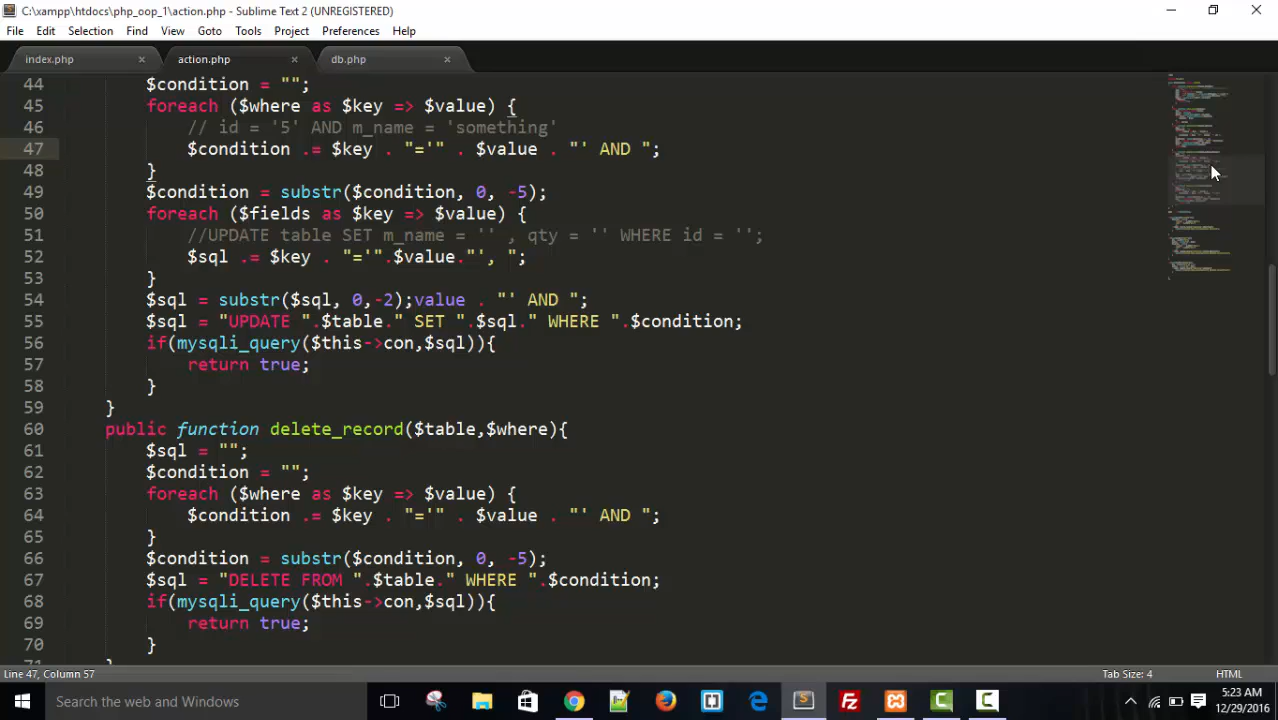 C:\xampp\htdocs\php_oop_1\action.php - Sublime Text 2 (UNREGISTERED)
File Edit Selection Find View Goto Tools Project Preferences Help
index.php action.php db.php
44 $condition = "";
45 foreach ($where as $key => $value) {
46 // id = '5' AND m_name = 'something'
47 $condition .= $key . "='" . $value . "' AND ";
48 }
49 $condition = substr($condition, 0, -5);
50 foreach ($fields as $key => $value) {
51 //UPDATE table SET m_name = '' , qty = '' WHERE id = '';
52 $sql .= $key . "='".$value."', ";
53 }
54 $sql = substr($sql, 0,-2);value . "' AND ";
55 $sql = "UPDATE ".$table." SET ".$sql." WHERE ".$condition;
56 if(mysqli_query($this->con,$sql)){
57 return true;
58 }
59 }
60 public function delete_record($table,$where){
61 $sql = "";
62 $condition = "";
63 foreach ($where as $key => $value) {
64 $condition .= $key . "='" . $value . "' AND ";
65 }
66 $condition = substr($condition, 0, -5);
67 $sql = "DELETE FROM ".$table." WHERE ".$condition;
68 if(mysqli_query($this->con,$sql)){
69 return true;
70 }
71 }
Line 47, Column 57 Tab Size: 4 HTML
Search the web and Windows
5:23 AM
12/29/2016